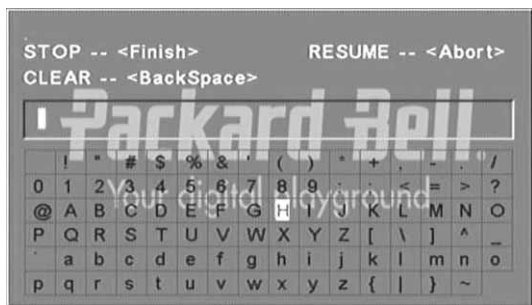 STOP -- <Finish> RESUME -- <Abort>
CLEAR -- <BackSpace>
Packard Bell
! " # $ % & ' ( ) * + , - . /
0 1 2 3 4 5 6 7 8 9 : ; < = > ?
@ A B C D E F G H I J K L M N O
P Q R S T U V W X Y Z [ \ ] ^ _
` a b c d e f g h i j k l m n o
p q r s t u v w x y z { | } ~
Your digital playground